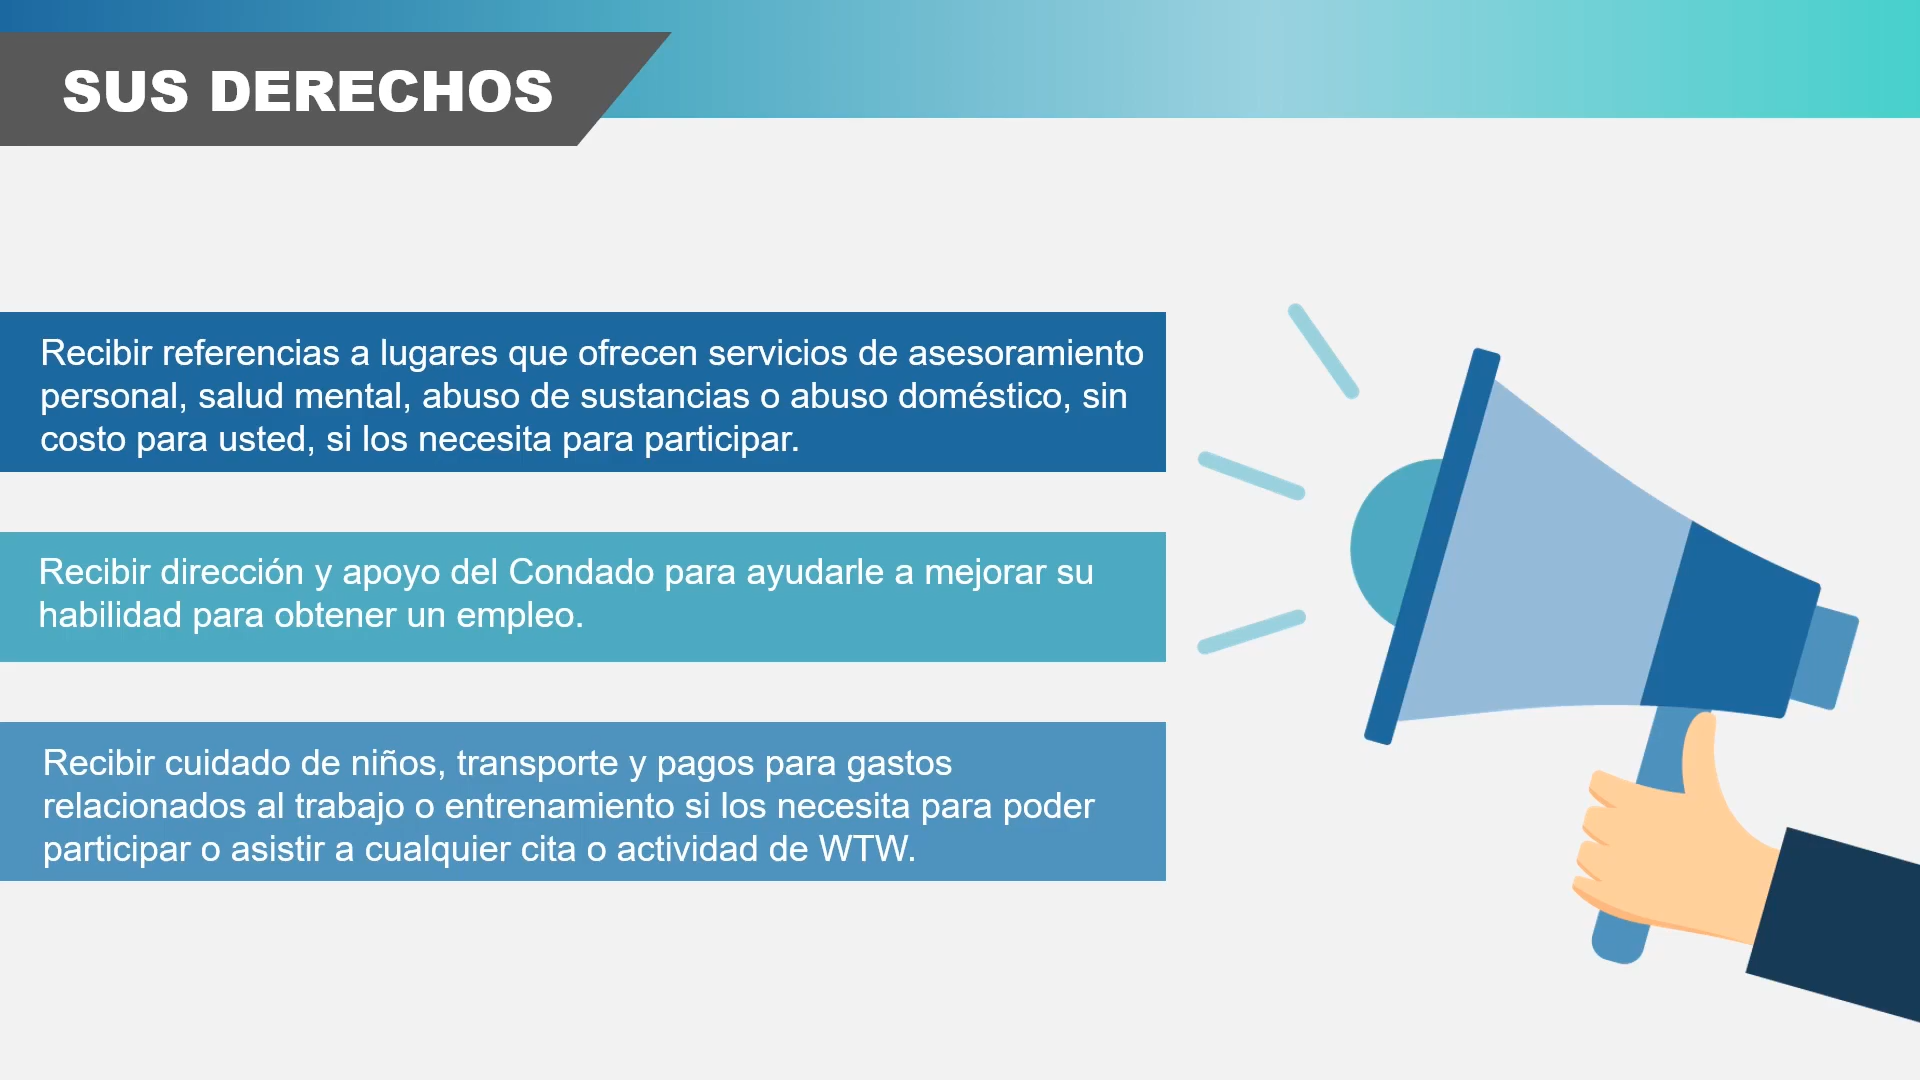 SUS DERECHOS
Recibir referencias a lugares que ofrecen servicios de asesoramiento
personal, salud mental, abuso de sustancias o abuso doméstico, sin
costo para usted, si los necesita para participar.
Recibir dirección y apoyo del Condado para ayudarle a mejorar su
habilidad para obtener un empleo.
Recibir cuidado de niños, transporte y pagos para gastos
relacionados al trabajo o entrenamiento si los necesita para poder
participar o asistir a cualquier cita o actividad de WTW.